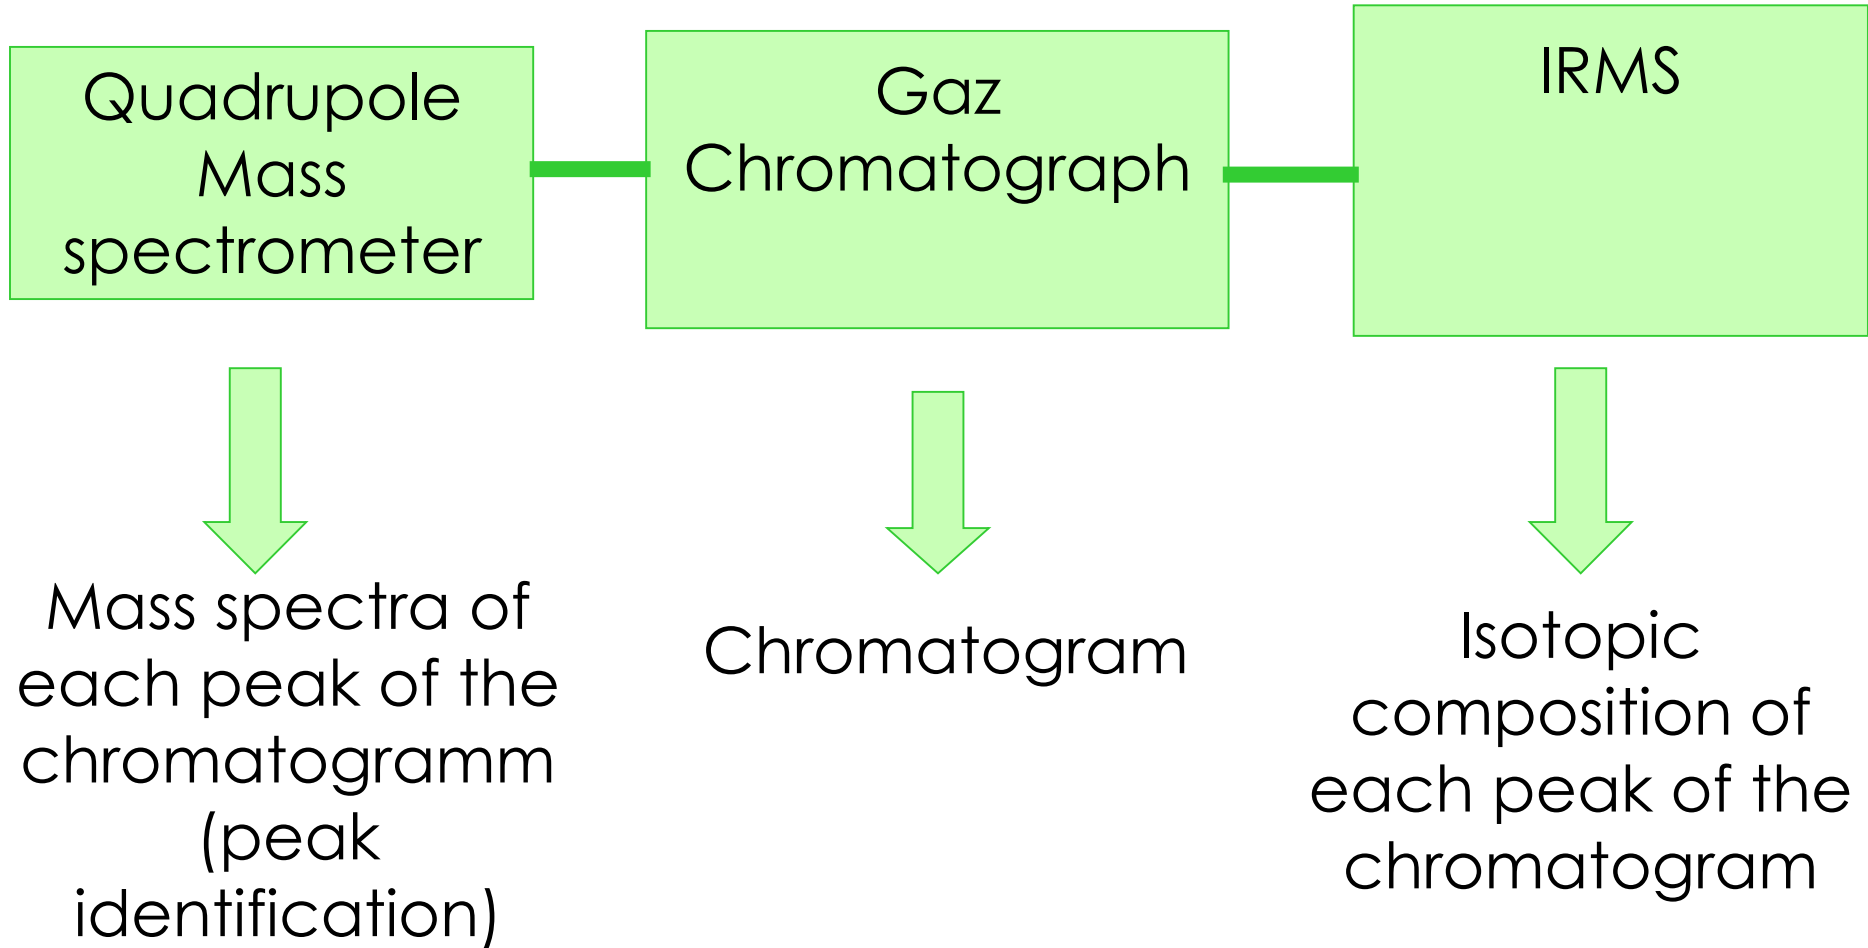 Quadrupole
Mass
spectrometer
Gaz
Chromatograph
IRMS
Mass spectra of
each peak of the
chromatogramm
(peak
identification)
Chromatogram
Isotopic
composition of
each peak of the
chromatogram